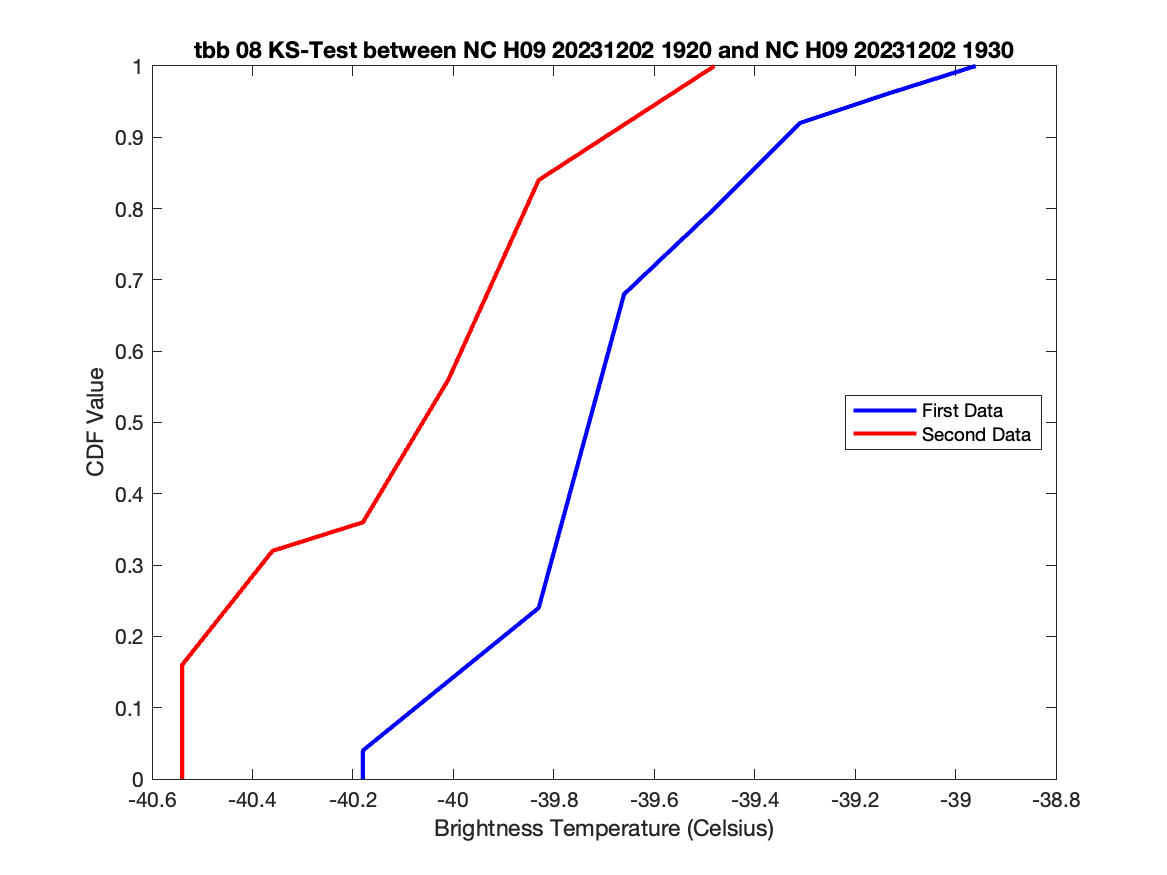 tbb 08 KS-Test between NC H09 20231202 1920 and NC H09 20231202 1930
1
0.9
0.8
0.7
0.6
0.5
0.4
0.3
0.2
0.1
0
CDF Value
First Data
Second Data
-40.6 -40.4 -40.2 -40 -39.8 -39.6 -39.4 -39.2 -39 -38.8
Brightness Temperature (Celsius)